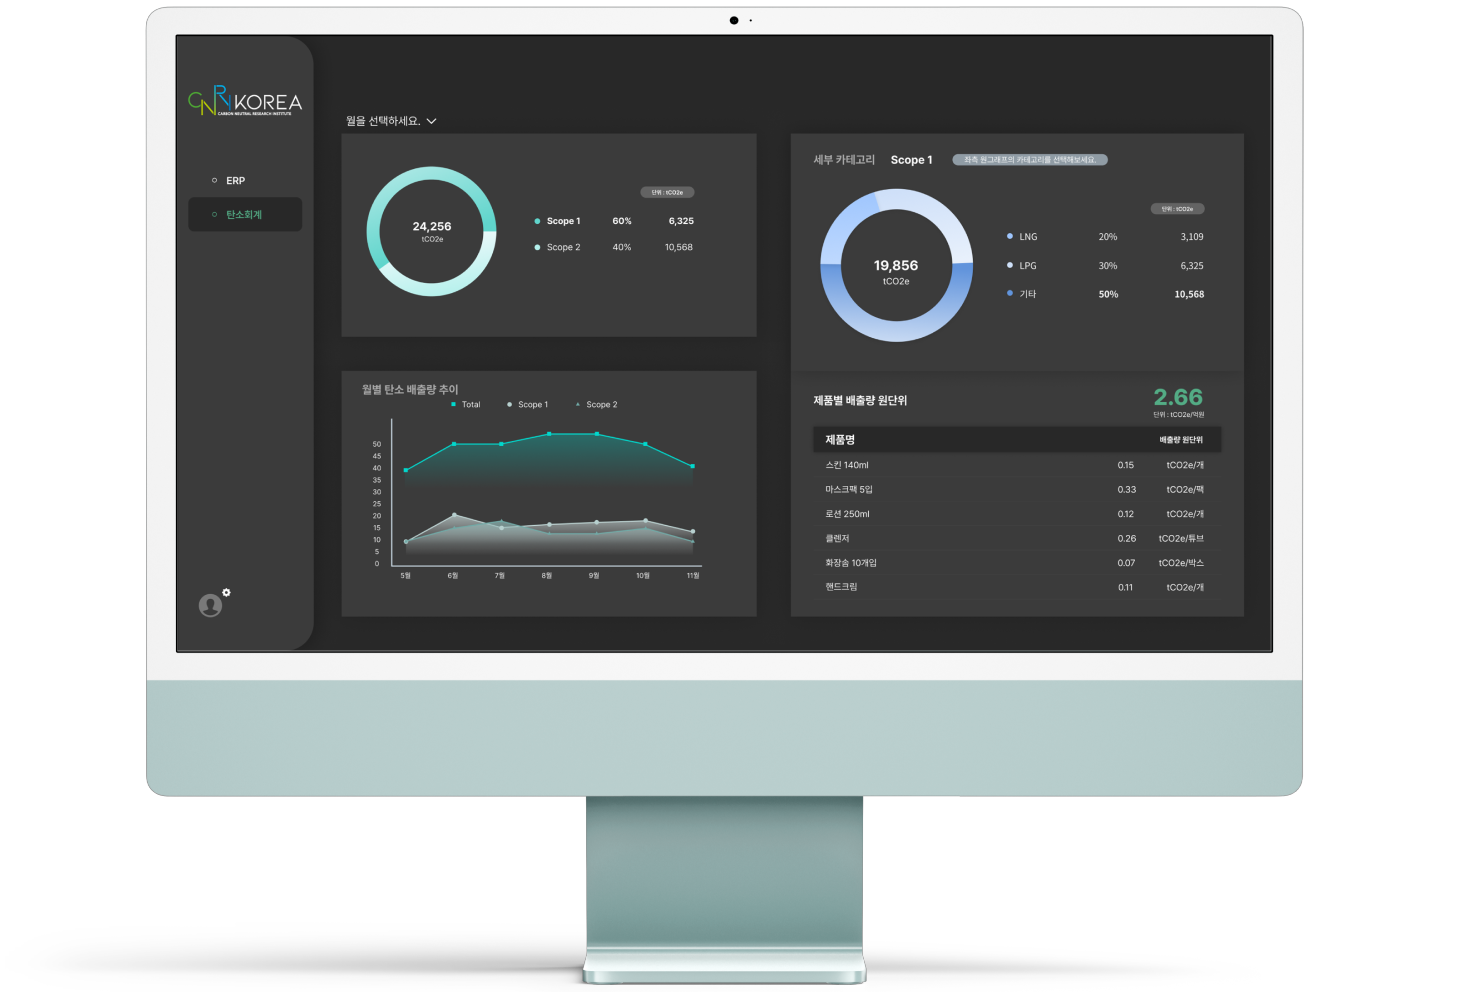 CNRI KOREA
CARBON NEUTRAL RESEARCH INSTITUTE
ERP
탄소회계
월을 선택하세요.
24,256
tCO2e
단위 : tCO2e
Scope 1 60% 6,325
Scope 2 40% 10,568
월별 탄소 배출량 추이
Total Scope 1 Scope 2
50
45
40
35
30
25
20
15
10
5
0
5월 6월 7월 8월 9월 10월 11월
세부 카테고리 Scope 1 좌측 원그래프의 카테고리를 선택해보세요.
19,856
tCO2e
단위 : tCO2e
LNG 20% 3,109
LPG 30% 6,325
기타 50% 10,568
제품별 배출량 원단위 2.66
단위 : tCO2e/억원
제품명 배출량 원단위
스킨 140ml 0.15 tCO2e/개
마스크팩 5입 0.33 tCO2e/팩
로션 250ml 0.12 tCO2e/개
클렌저 0.26 tCO2e/튜브
화장솜 10개입 0.07 tCO2e/박스
핸드크림 0.11 tCO2e/개